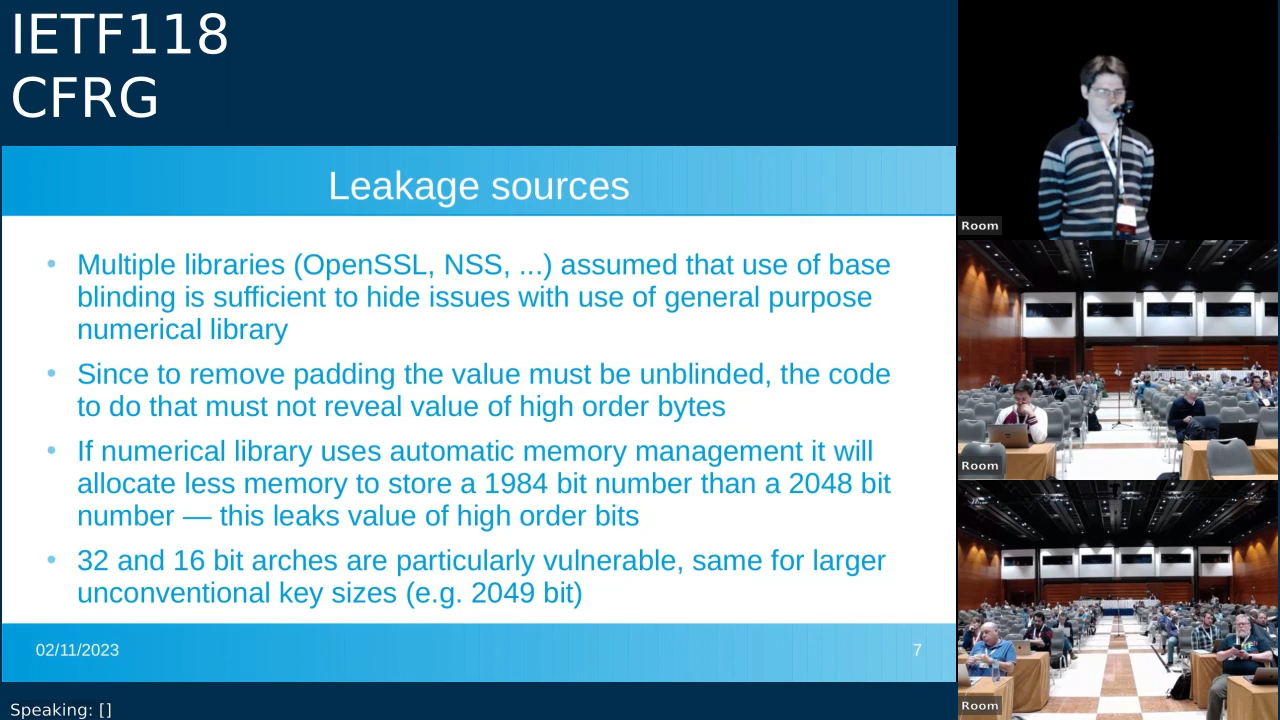 IETF118
CFRG
Leakage sources
• Multiple libraries (OpenSSL, NSS, ...) assumed that use of base
blinding is sufficient to hide issues with use of general purpose
numerical library
• Since to remove padding the value must be unblinded, the code
to do that must not reveal value of high order bytes
• If numerical library uses automatic memory management it will
allocate less memory to store a 1984 bit number than a 2048 bit
number — this leaks value of high order bits
• 32 and 16 bit arches are particularly vulnerable, same for larger
unconventional key sizes (e.g. 2049 bit)
02/11/2023
7
Speaking: []
Room
Room
Room